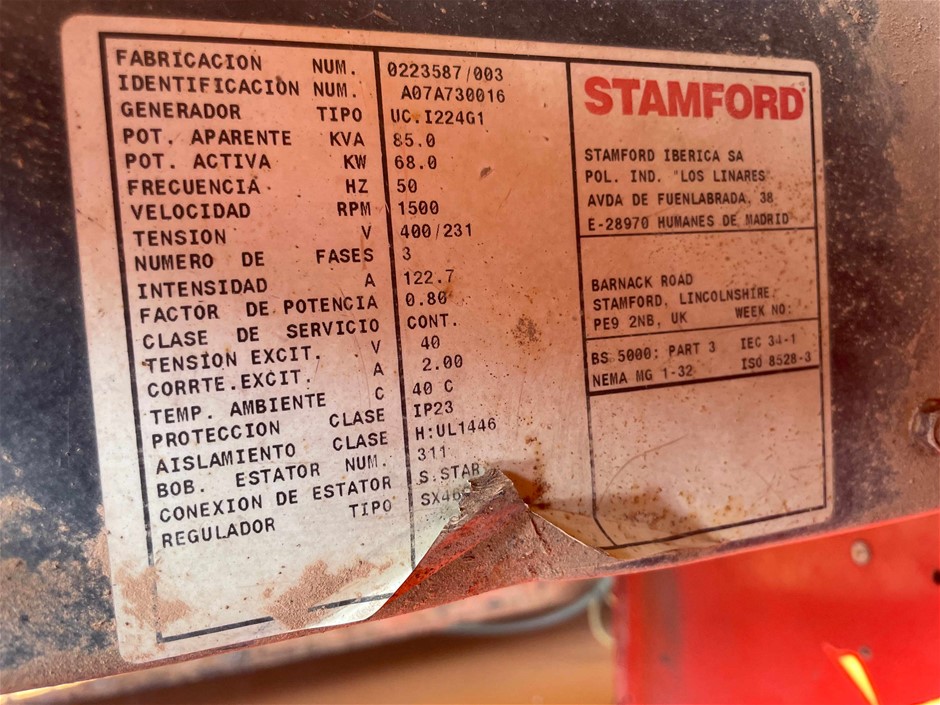 FABRICACION NUM. 0223587/003
IDENTIFICACION NUM. A07A730016
GENERADOR TIPO UC.I224G1
POT. APARENTE KVA 85.0
POT. ACTIVA KW 68.0
FRECUENCIA HZ 50
VELOCIDAD RPM 1500
TENSION V 400/231
NUMERO DE FASES 3
INTENSIDAD A 122.7
FACTOR DE POTENCIA 0.80
CLASE DE SERVICIO CONT.
TENSION EXCIT. V 40
CORRTE.EXCIT. A 2.00
TEMP. AMBIENTE C 40 C
PROTECCION CLASE IP23
AISLAMIENTO CLASE H:UL1446
BOB. ESTATOR NUM. 311
CONEXION DE ESTATOR S.STAR
REGULADOR TIPO
STAMFORD
STAMFORD IBERICA SA
POL. IND. "LOS LINARES"
AVDA DE FUENLABRADA, 38
E-28970 HUMANES DE MADRID
BARNACK ROAD
STAMFORD, LINCOLNSHIRE.
PE9 2NB, UK WEEK NO:
BS 5000: PART 3 IEC 34-1
NEMA MG 1-32 ISO 8528-3